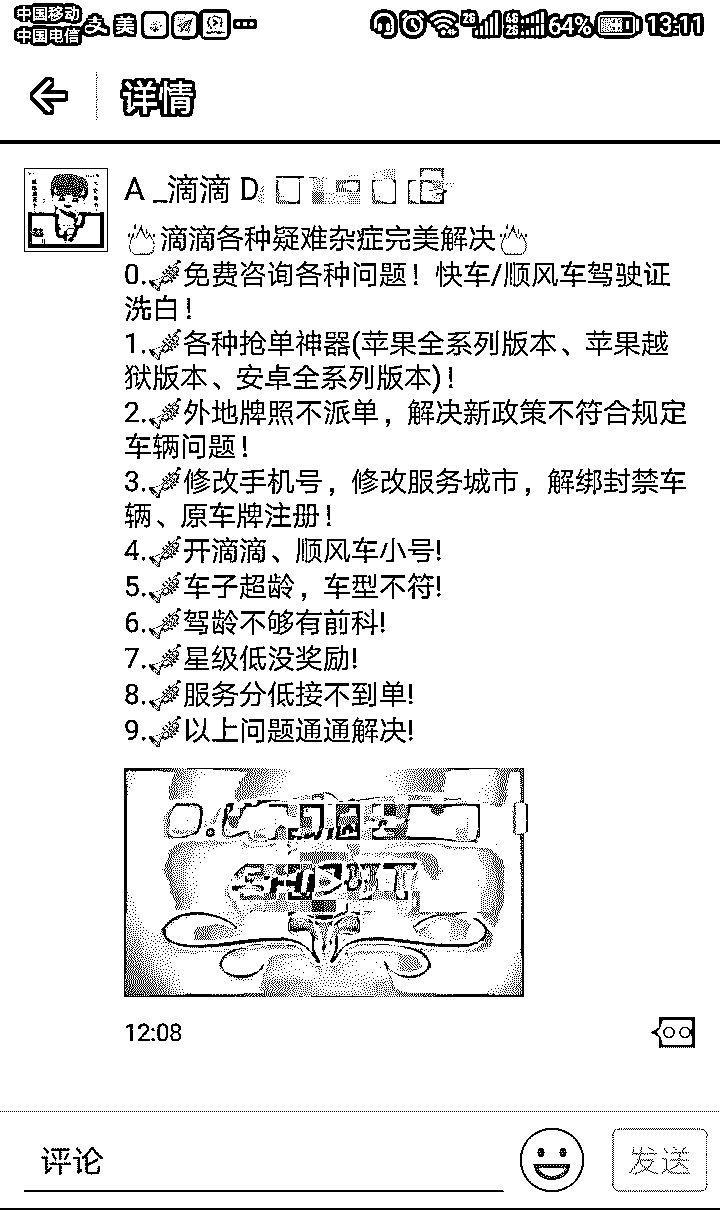 中国移动
中国电信
64%
13:11
详情
A _滴滴 D
滴滴各种疑难杂症完美解决
0.免费咨询各种问题！快车/顺风车驾驶证
洗白！
1.各种抢单神器(苹果全系列版本、苹果越
狱版本、安卓全系列版本)！
2.外地牌照不派单，解决新政策不符合规定
车辆问题！
3.修改手机号，修改服务城市，解绑封禁车
辆、原车牌注册！
4.开滴滴、顺风车小号!
5.车子超龄，车型不符!
6.驾龄不够有前科!
7.星级低没奖励!
8.服务分低接不到单!
9.以上问题通通解决!
12:08
评论
发送